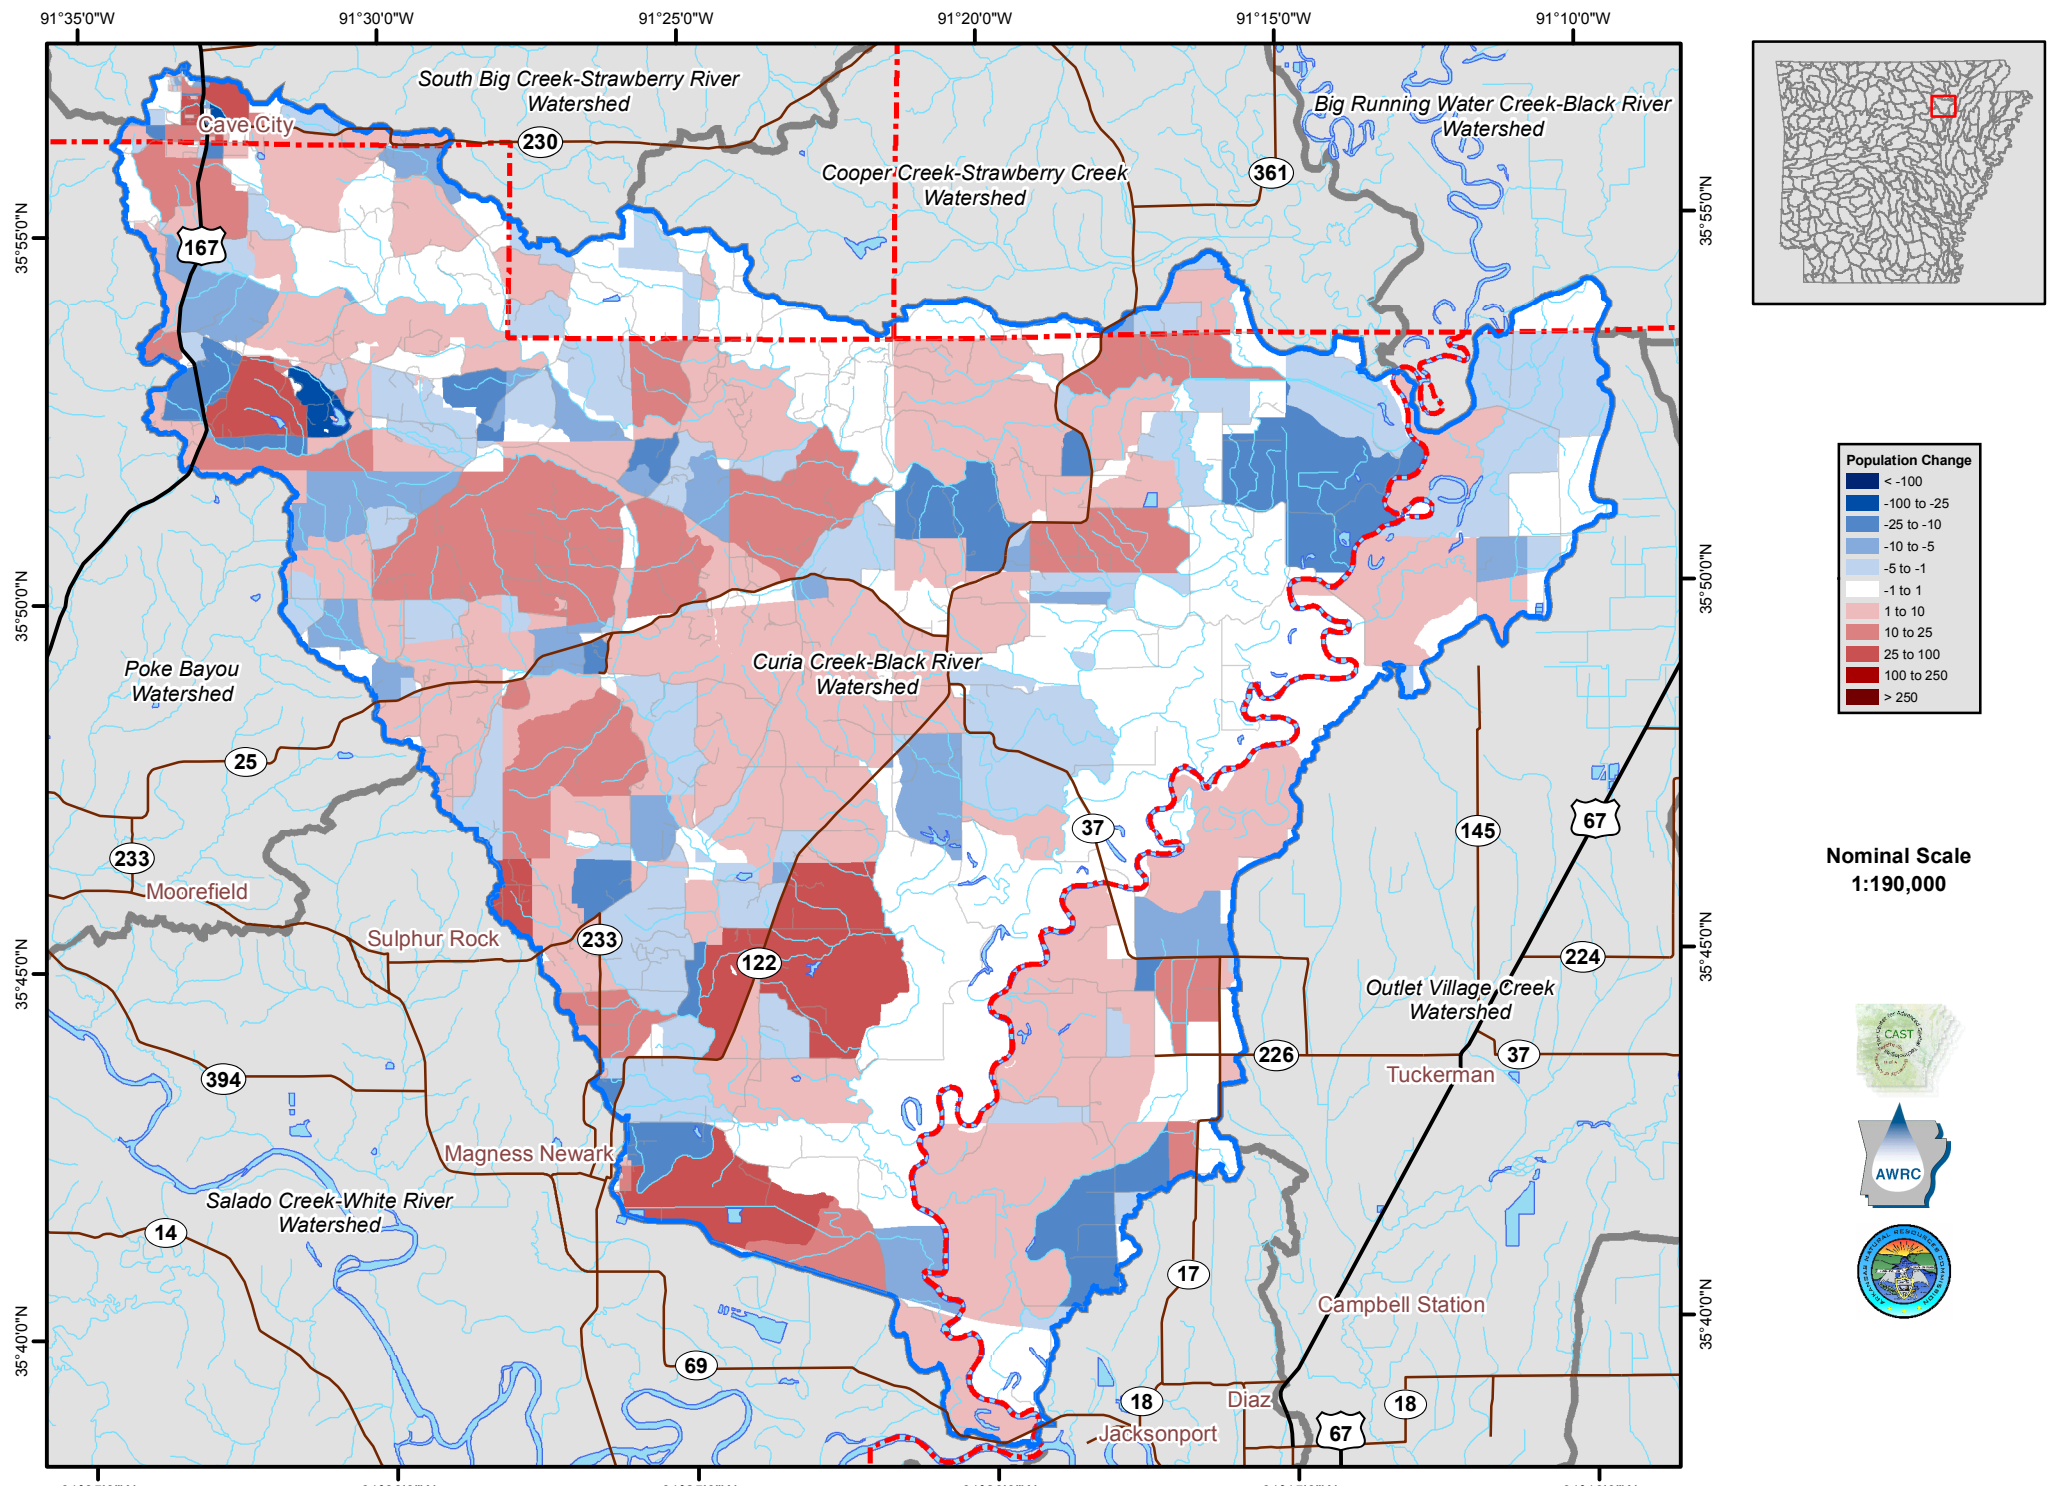 91°35'0"W
91°30'0"W
91°25'0"W
91°20'0"W
91°15'0"W
91°10'0"W
South Big Creek-Strawberry River
Watershed
Big Running Water Creek-Black River
Watershed
Cave City
230
Cooper Creek-Strawberry Creek
Watershed
361
35°55'0"N
35°55'0"N
167
Population Change
< -100
-100 to -25
-25 to -10
-10 to -5
-5 to -1
-1 to 1
1 to 10
10 to 25
25 to 100
100 to 250
> 250
35°50'0"N
35°50'0"N
Poke Bayou
Watershed
Curia Creek-Black River
Watershed
25
37
145
67
233
Nominal Scale
1:190,000
Moorefield
Sulphur Rock
233
122
224
35°45'0"N
35°45'0"N
Outlet Village Creek
Watershed
CAST
394
226
37
Tuckerman
Magness Newark
AWRC
Salado Creek-White River
Watershed
14
17
Campbell Station
35°40'0"N
35°40'0"N
69
18
Diaz
18
Jacksonport
67